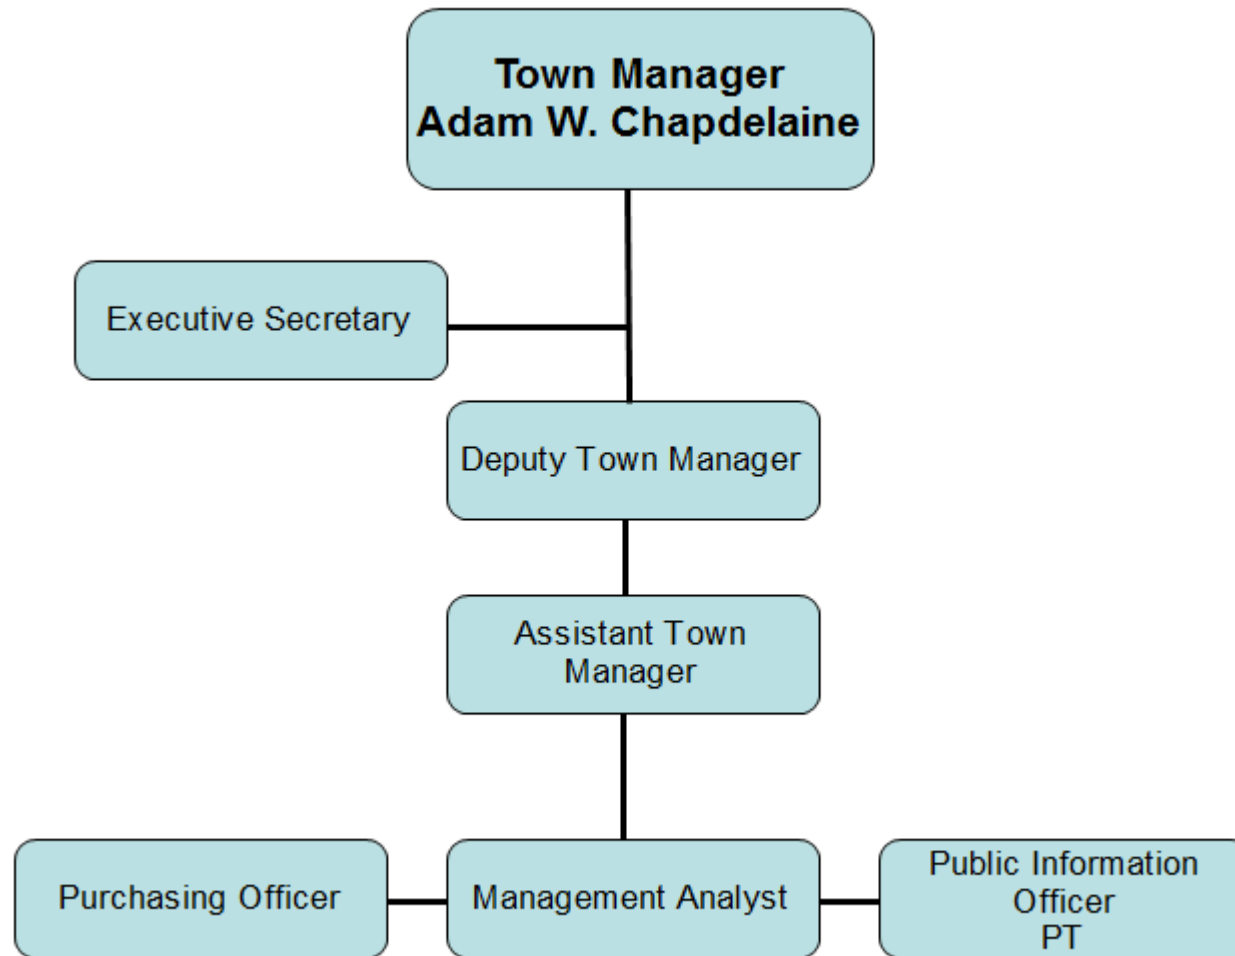 Town Manager
Adam W. Chapdelaine
Executive Secretary
Deputy Town Manager
Assistant Town
Manager
Purchasing Officer
Management Analyst
Public Information
Officer
PT